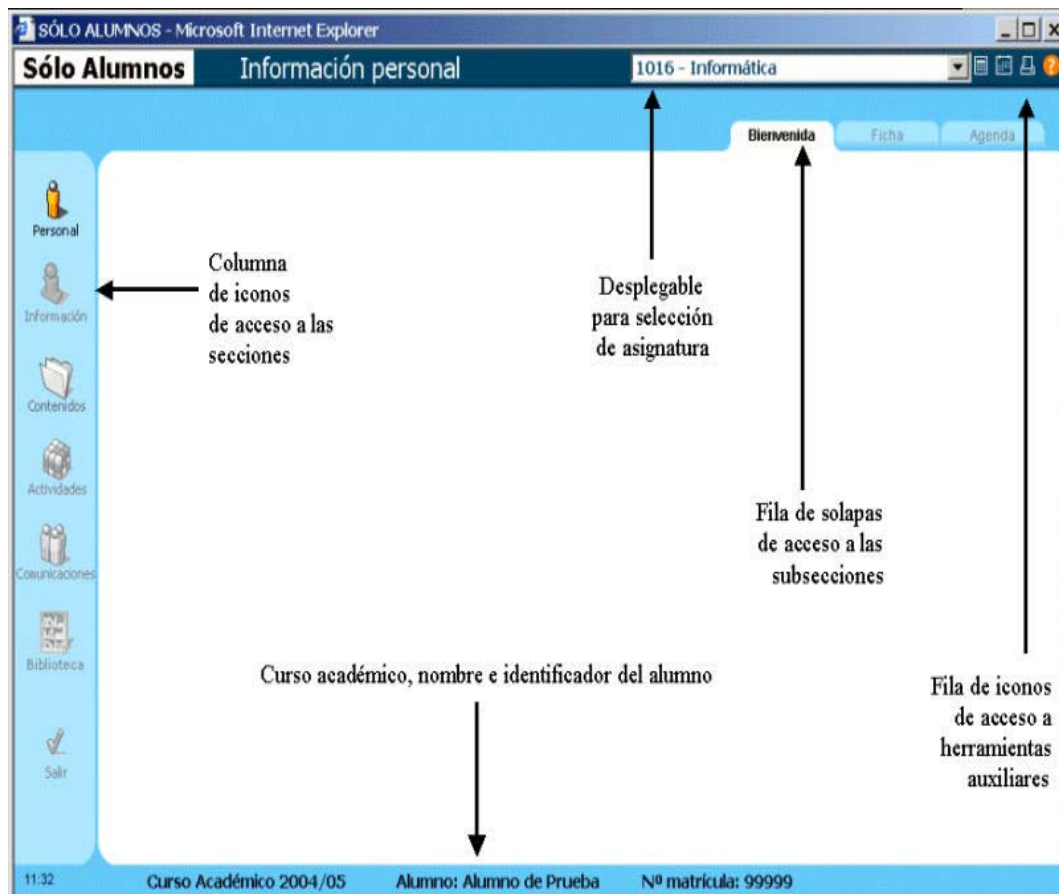 SÓLO ALUMNOS - Microsoft Internet Explorer
Sólo Alumnos
Información personal
1016 - Informática
Bienvenida
Ficha
Agenda
Personal
Información
Contenidos
Actividades
Comunicaciones
Biblioteca
Salir
Columna
de iconos
de acceso a las
secciones
Desplegable
para selección
de asignatura
Fila de solapas
de acceso a las
subsecciones
Fila de iconos
de acceso a
herramientas
auxiliares
Curso académico, nombre e identificador del alumno
11:32
Curso Académico 2004/05
Alumno: Alumno de Prueba
Nº matrícula: 99999